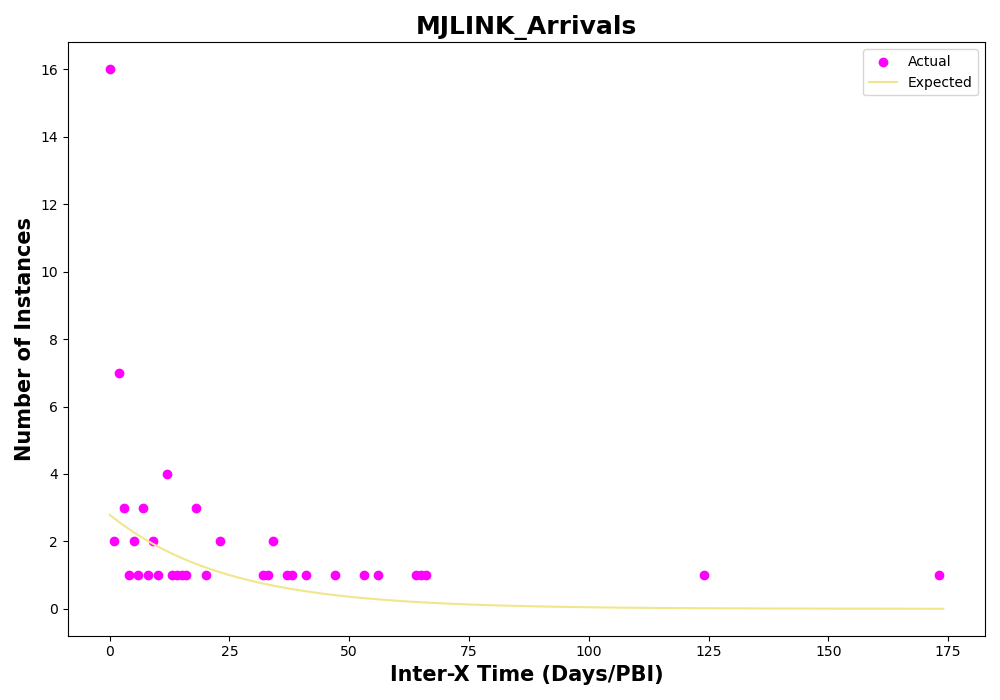 MJLINK_Arrivals
Actual
Expected
16
14
12
10
8
6
4
2
0
Number of Instances
0 25 50 75 100 125 150 175
Inter-X Time (Days/PBI)